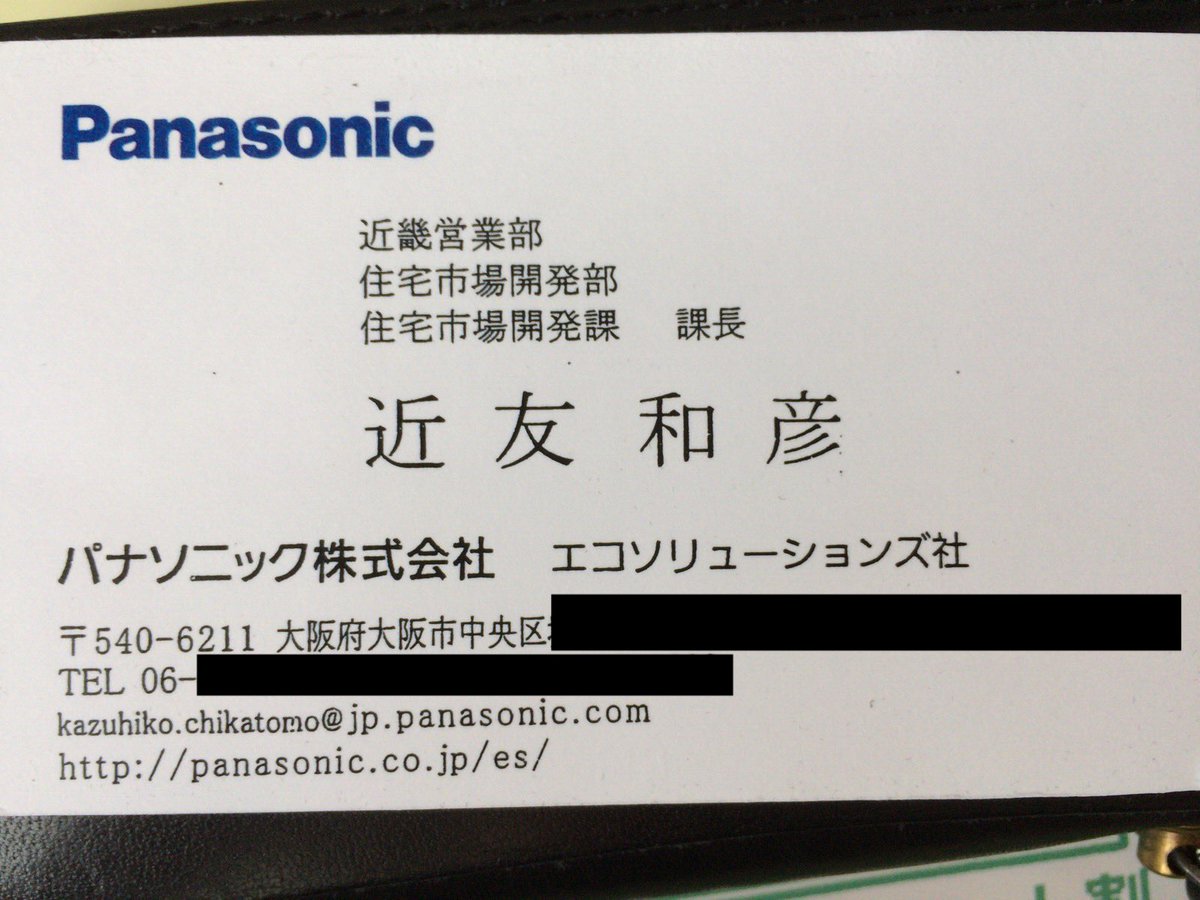 Panasonic
近畿営業部
住宅市場開発部
住宅市場開発課 課長
近友和彦
パナソニック株式会社 エコソリューションズ社
〒540-6211 大阪府大阪市中央区
TEL 06-
kazuhiko.chikatomo@jp.panasonic.com
http://panasonic.co.jp/es/
割